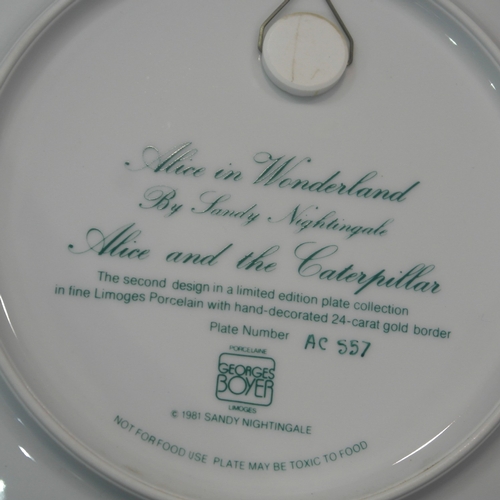 Alice in Wonderland
By Sandy Nightingale
Alice and the Caterpillar
The second design in a limited edition plate collection
in fine Limoges Porcelain with hand-decorated 24-carat gold border
Plate Number AC 557
PORCELAINE
GEORGES
BOYER
LIMOGES
© 1981 SANDY NIGHTINGALE
NOT FOR FOOD USE PLATE MAY BE TOXIC TO FOOD